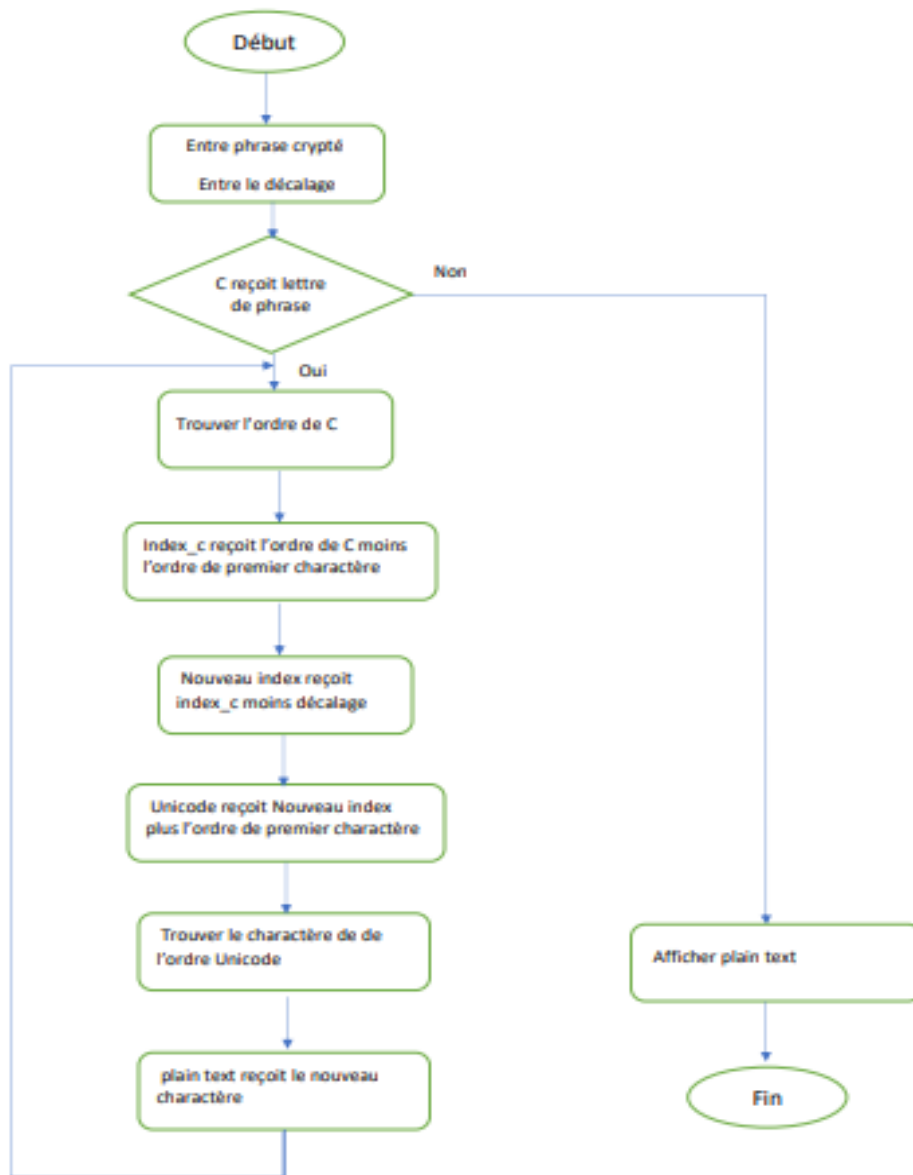 Début
Entre phrase crypté
Entre le décalage
C reçoit lettre
de phrase
Non
Oui
Trouver l'ordre de C
Index_c reçoit l'ordre de C moins
l'ordre de premier charactère
Nouveau index reçoit
index_c moins décalage
Unicode reçoit Nouveau index
plus l'ordre de premier charactère
Trouver le charactère de de
l'ordre Unicode
plain text reçoit le nouveau
charactère
Afficher plain text
Fin